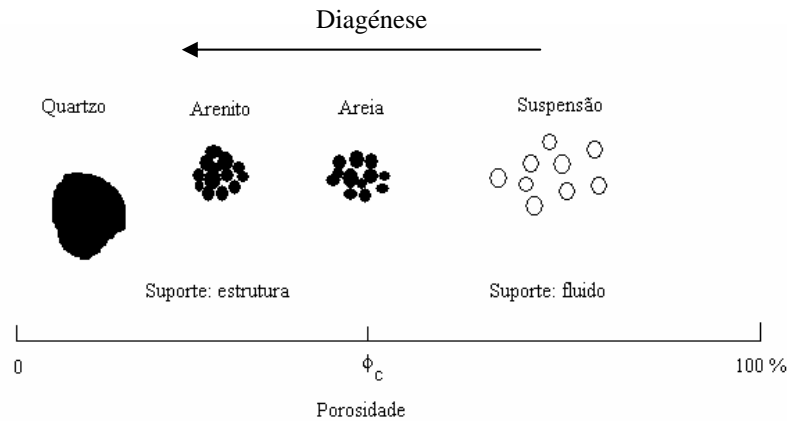 Diagénese
Quartzo
Arenito
Areia
Suspensão
Suporte: estrutura
Suporte: fluido
0
ϕc
100 %
Porosidade